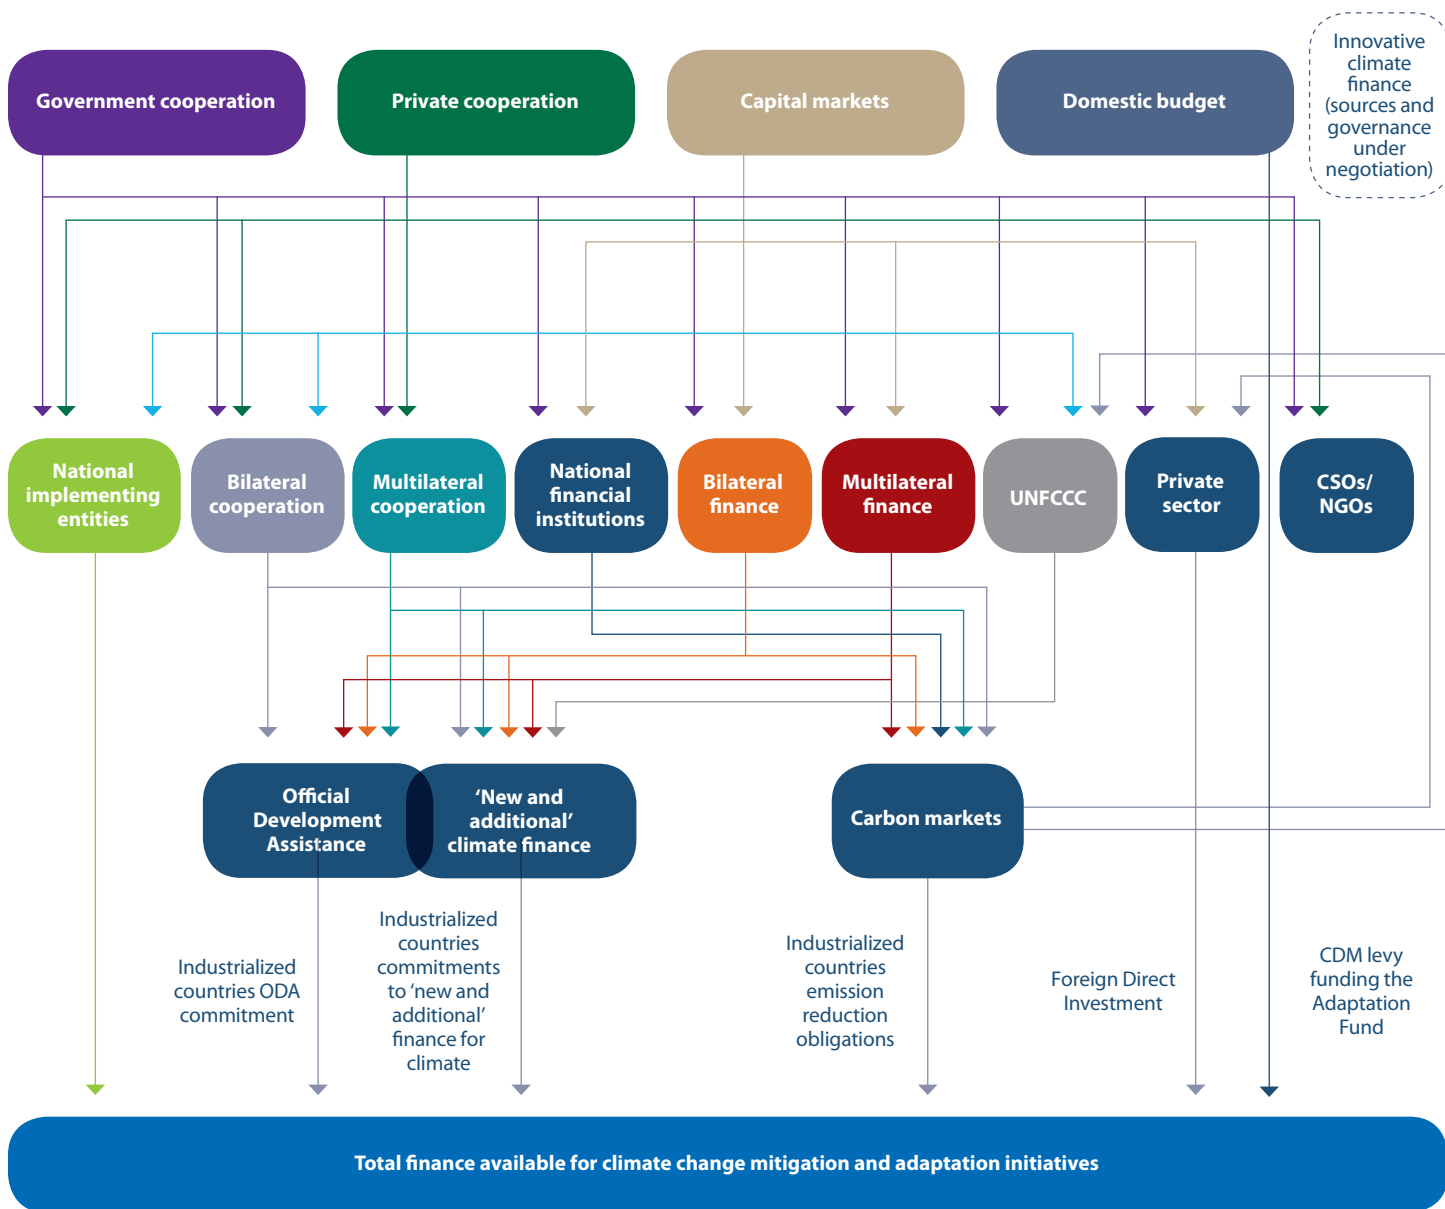 Government cooperation
Private cooperation
Capital markets
Domestic budget
Innovative
climate
finance
(sources and
governance
under
negotiation)
National
implementing
entities
Bilateral
cooperation
Multilateral
cooperation
National
financial
institutions
Bilateral
finance
Multilateral
finance
UNFCCC
Private
sector
CSOs/
NGOs
Official
Development
Assistance
‘New and
additional’
climate finance
Carbon markets
Industrialized
countries ODA
commitment
Industrialized
countries
commitments
to ‘new and
additional’
finance for
climate
Industrialized
countries
emission
reduction
obligations
Foreign Direct
Investment
CDM levy
funding the
Adaptation
Fund
Total finance available for climate change mitigation and adaptation initiatives